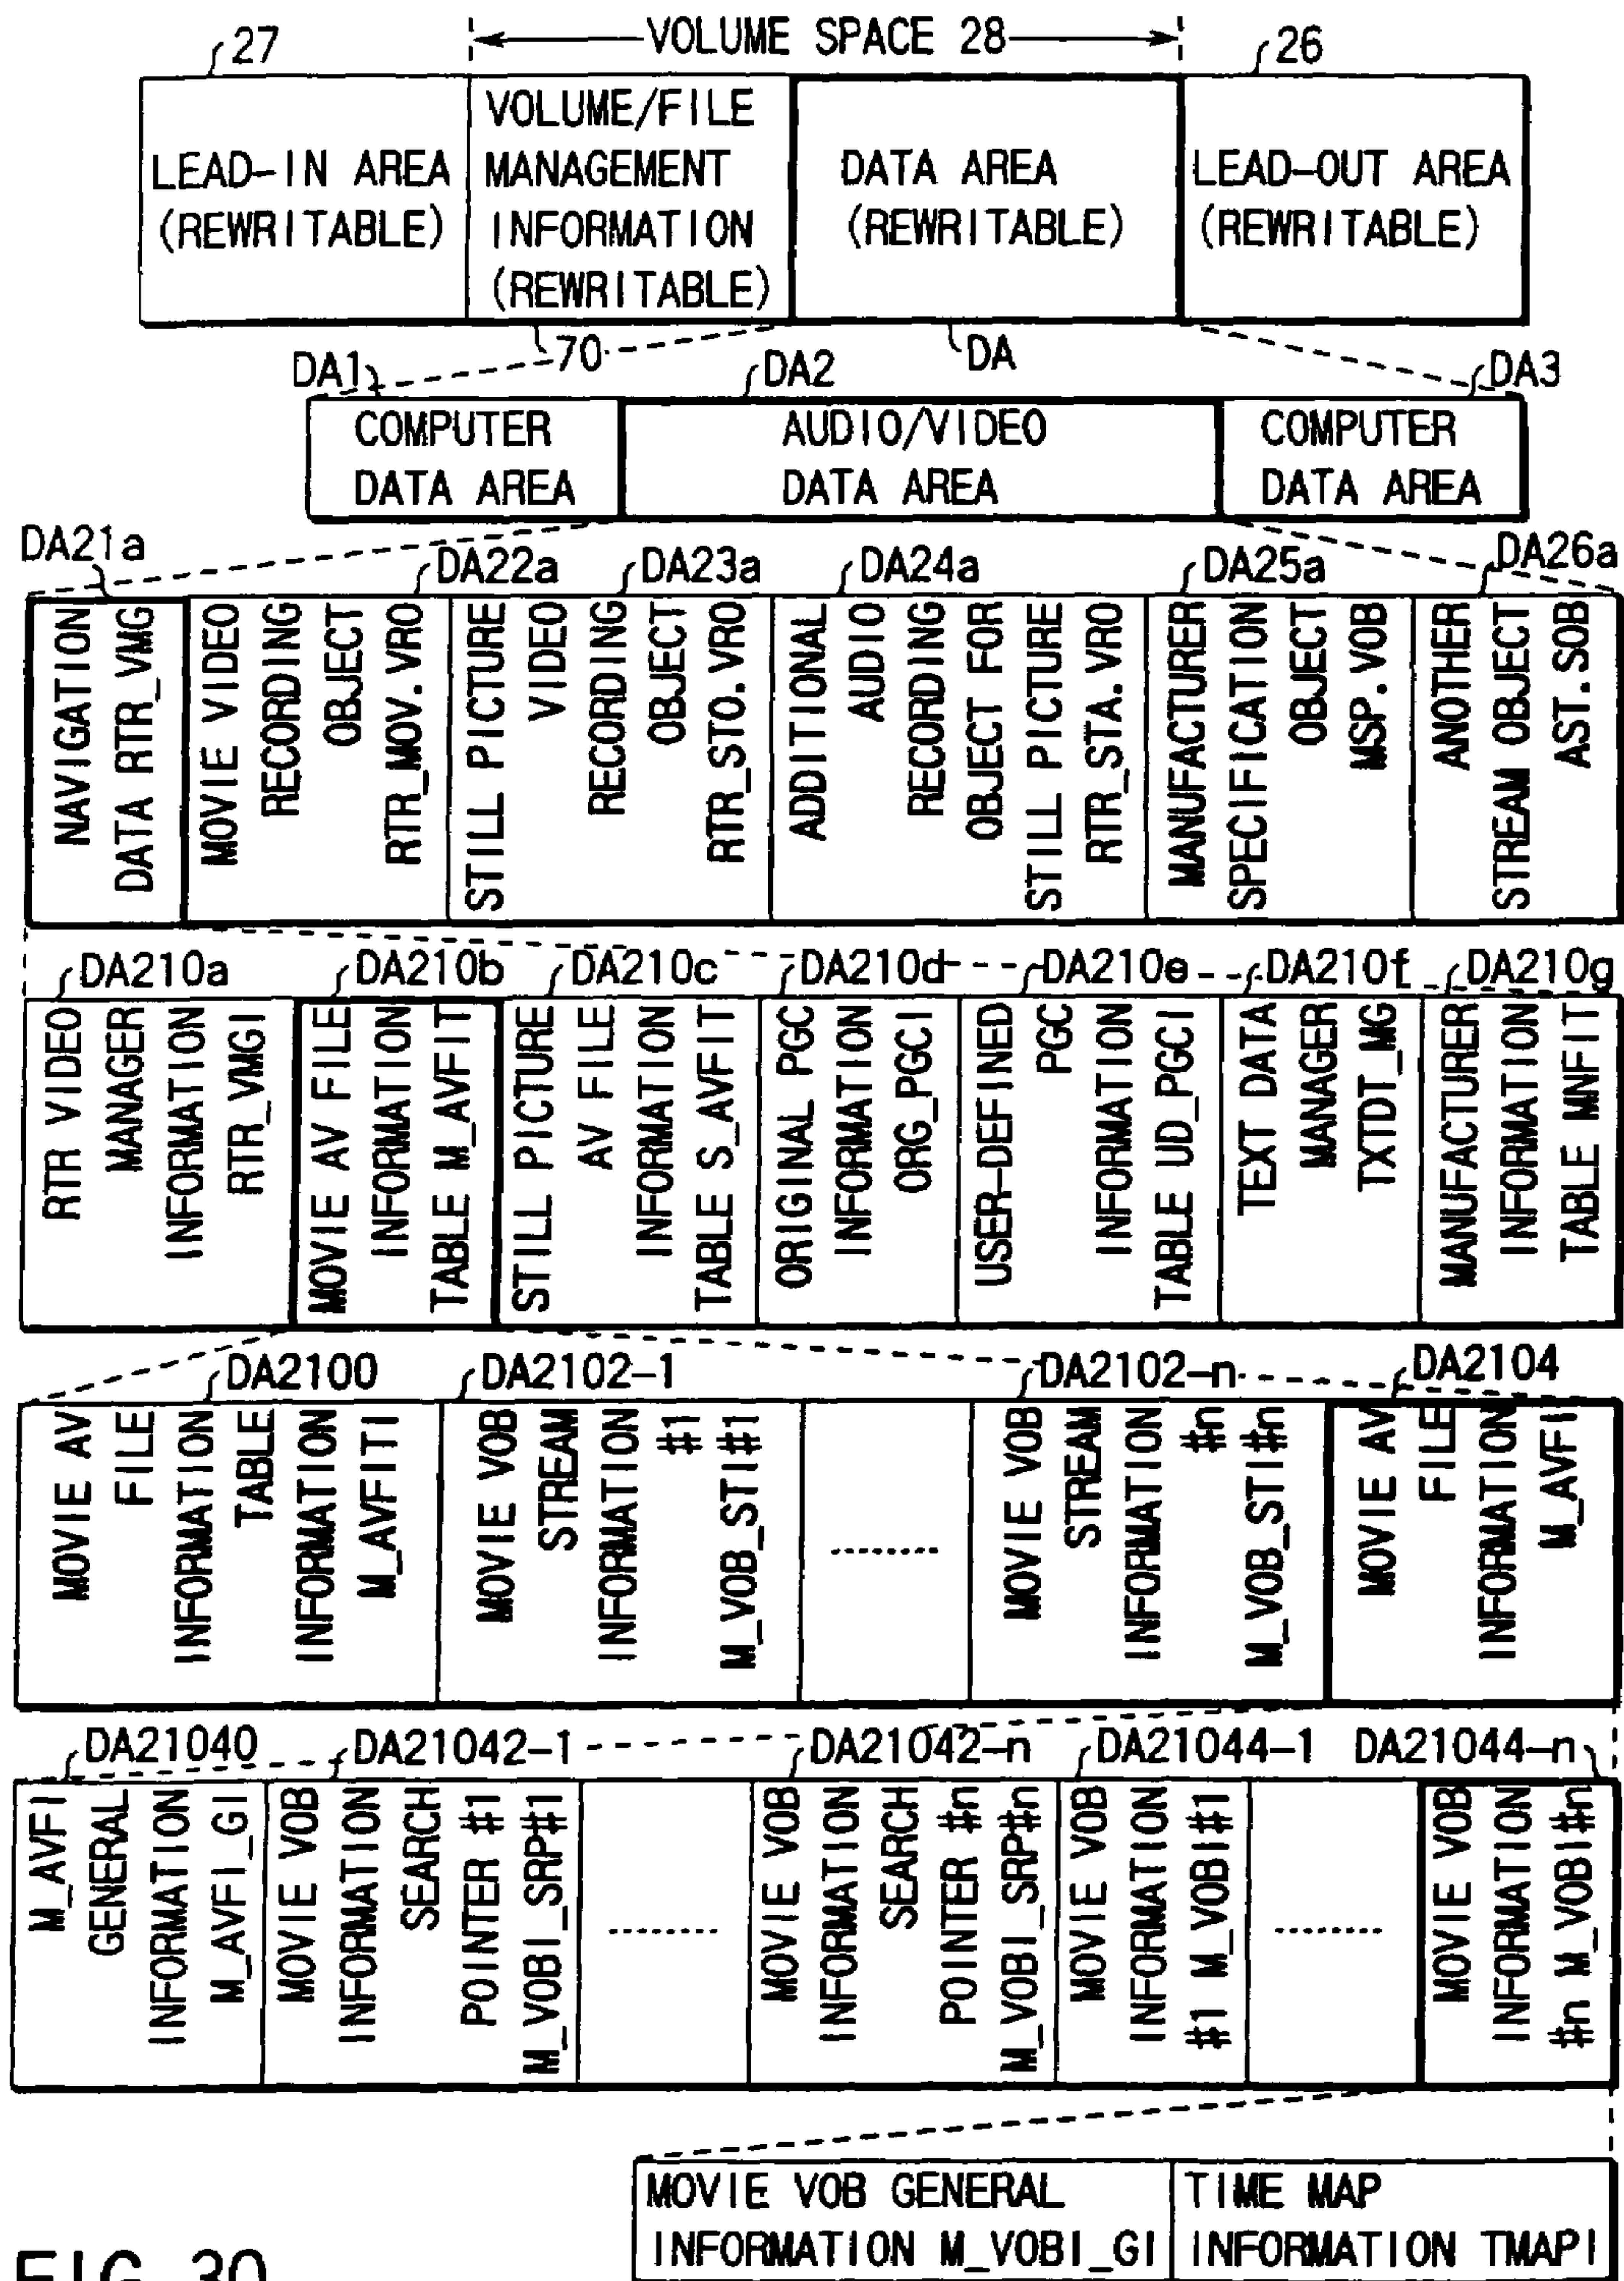 27
VOLUME SPACE 28
26
LEAD-IN AREA
(REWRITABLE)
VOLUME/FILE
MANAGEMENT
INFORMATION
(REWRITABLE)
DATA AREA
(REWRITABLE)
LEAD-OUT AREA
(REWRITABLE)
70
DA
DA1
DA2
DA3
COMPUTER
DATA AREA
AUDIO/VIDEO
DATA AREA
COMPUTER
DATA AREA
DA21a
DA22a
DA23a
DA24a
DA25a
DA26a
NAVIGATION
DATA RTR_VMG
MOVIE VIDEO
RECORDING
OBJECT
RTR_MOV.VRO
STILL PICTURE
VIDEO
RECORDING
OBJECT
RTR_STO.VRO
ADDITIONAL
AUDIO
RECORDING
OBJECT FOR
STILL PICTURE
RTR_STA.VRO
MANUFACTURER
SPECIFICATION
OBJECT
MSP.VOB
ANOTHER
STREAM OBJECT
AST.SOB
DA210a
DA210b
DA210c
DA210d
DA210e
DA210f
DA210g
RTR VIDEO
MANAGER
INFORMATION
RTR_VMGI
MOVIE AV FILE
INFORMATION
TABLE M_AVFIT
STILL PICTURE
AV FILE
INFORMATION
TABLE S_AVFIT
ORIGINAL PGC
INFORMATION
ORG_PGCI
USER-DEFINED
PGC
INFORMATION
TABLE UD_PGCI
TEXT DATA
MANAGER
TXTDT_MG
MANUFACTURER
INFORMATION
TABLE MNFIT
DA2100
DA2102-1
DA2102-n
DA2104
MOVIE AV
FILE
INFORMATION
TABLE
INFORMATION
M_AVFITI
MOVIE VOB
STREAM
INFORMATION
#1
M_VOB_STI#1
.........
MOVIE VOB
STREAM
INFORMATION
#n
M_VOB_STI#n
MOVIE AV
FILE
INFORMATION
M_AVFI
DA21040
DA21042-1
DA21042-n
DA21044-1
DA21044-n
M_AVFI
GENERAL
INFORMATION
M_AVFI_GI
MOVIE VOB
INFORMATION
SEARCH
POINTER #1
M_VOBI_SRP#1
.........
MOVIE VOB
INFORMATION
SEARCH
POINTER #n
M_VOBI_SRP#n
MOVIE VOB
INFORMATION
#1 M_VOBI#1
.........
MOVIE VOB
INFORMATION
#n M_VOBI#n
MOVIE VOB GENERAL
INFORMATION M_VOBI_GI
TIME MAP
INFORMATION TMAPI
FIG. 30